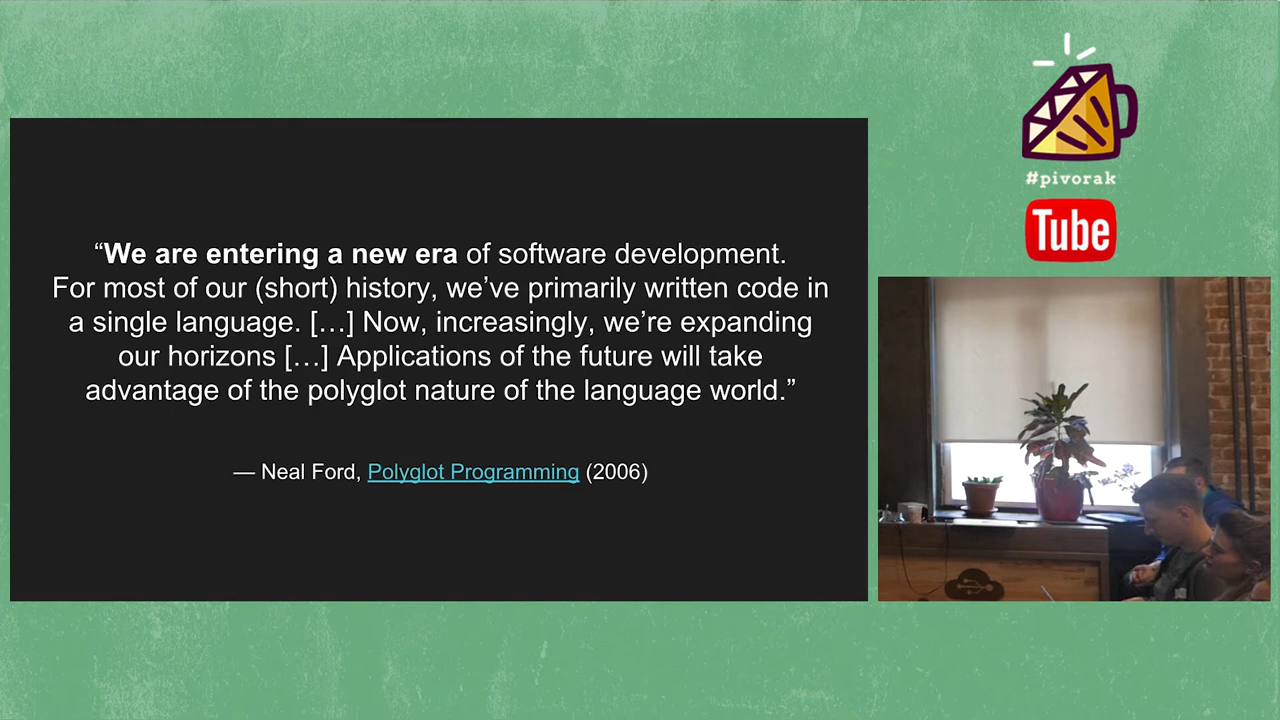 “We are entering a new era of software development.
For most of our (short) history, we’ve primarily written code in
a single language. […] Now, increasingly, we’re expanding
our horizons […] Applications of the future will take
advantage of the polyglot nature of the language world.”
— Neal Ford, Polyglot Programming (2006)
#pivorak
Tube